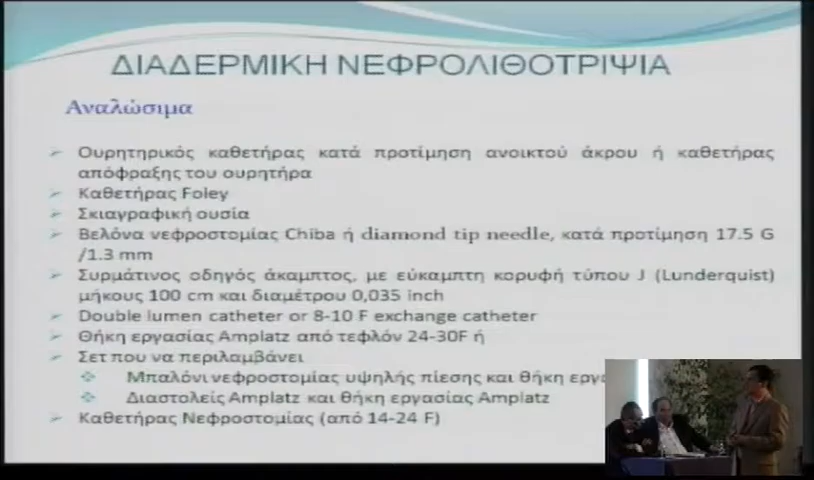 ΔΙΑΔΕΡΜΙΚΗ ΝΕΦΡΟΛΙΘΟΤΡΙΨΙΑ
Αναλώσιμα
Ουρητηρικός καθετήρας κατά προτίμηση ανοικτού άκρου ή καθετήρας
απόφραξης του ουρητήρα
Καθετήρας Foley
Σκιαγραφική ουσία
Βελόνα νεφροστομίας Chiba ή diamond tip needle, κατά προτίμηση 17.5 G
/1.3 mm
Συρμάτινος οδηγός άκαμπτος, με εύκαμπτη κορυφή τύπου J (Lunderquist)
μήκους 100 cm και διαμέτρου 0,035 inch
Double lumen catheter or 8-10 F exchange catheter
Θήκη εργασίας Amplatz από τεφλόν 24-30F ή
Σετ που να περιλαμβάνει
Μπαλόνι νεφροστομίας υψηλής πίεσης και θήκη
Διαστολείς Amplatz και θήκη εργασίας Amplatz
Καθετήρας Νεφροστομίας (από 14-24 F)